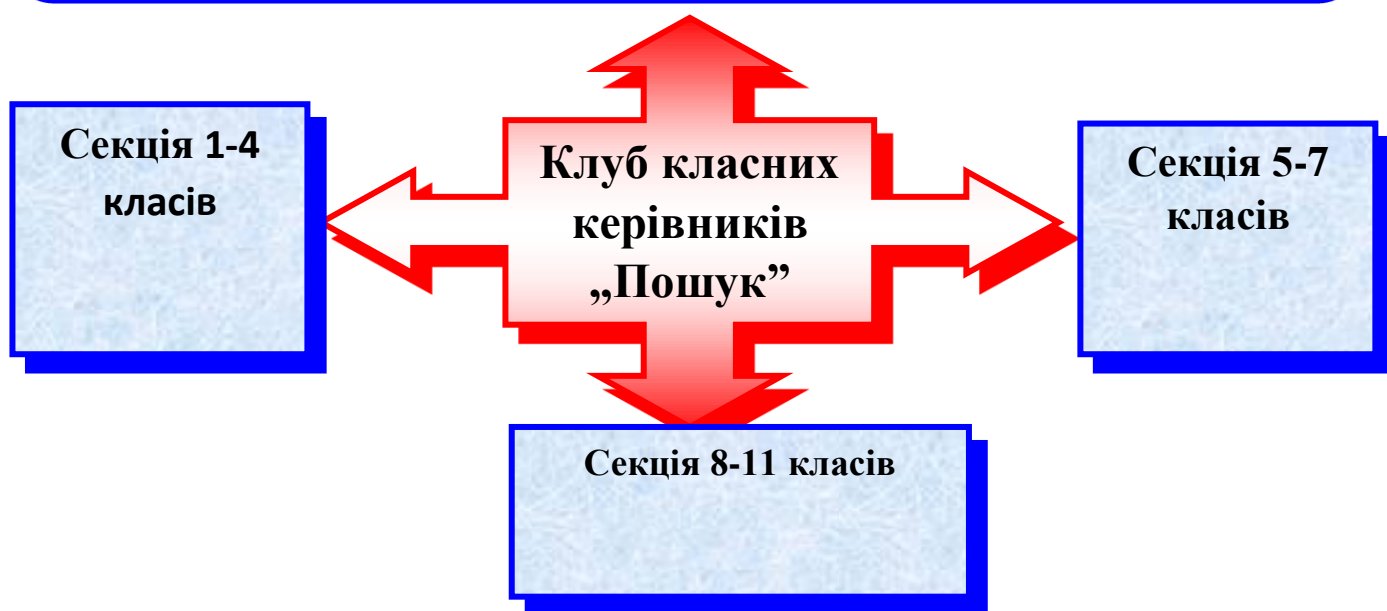 Секція 1-4
класів
Клуб класних
керівників
„Пошук”
Секція 5-7
класів
Секція 8-11 класів